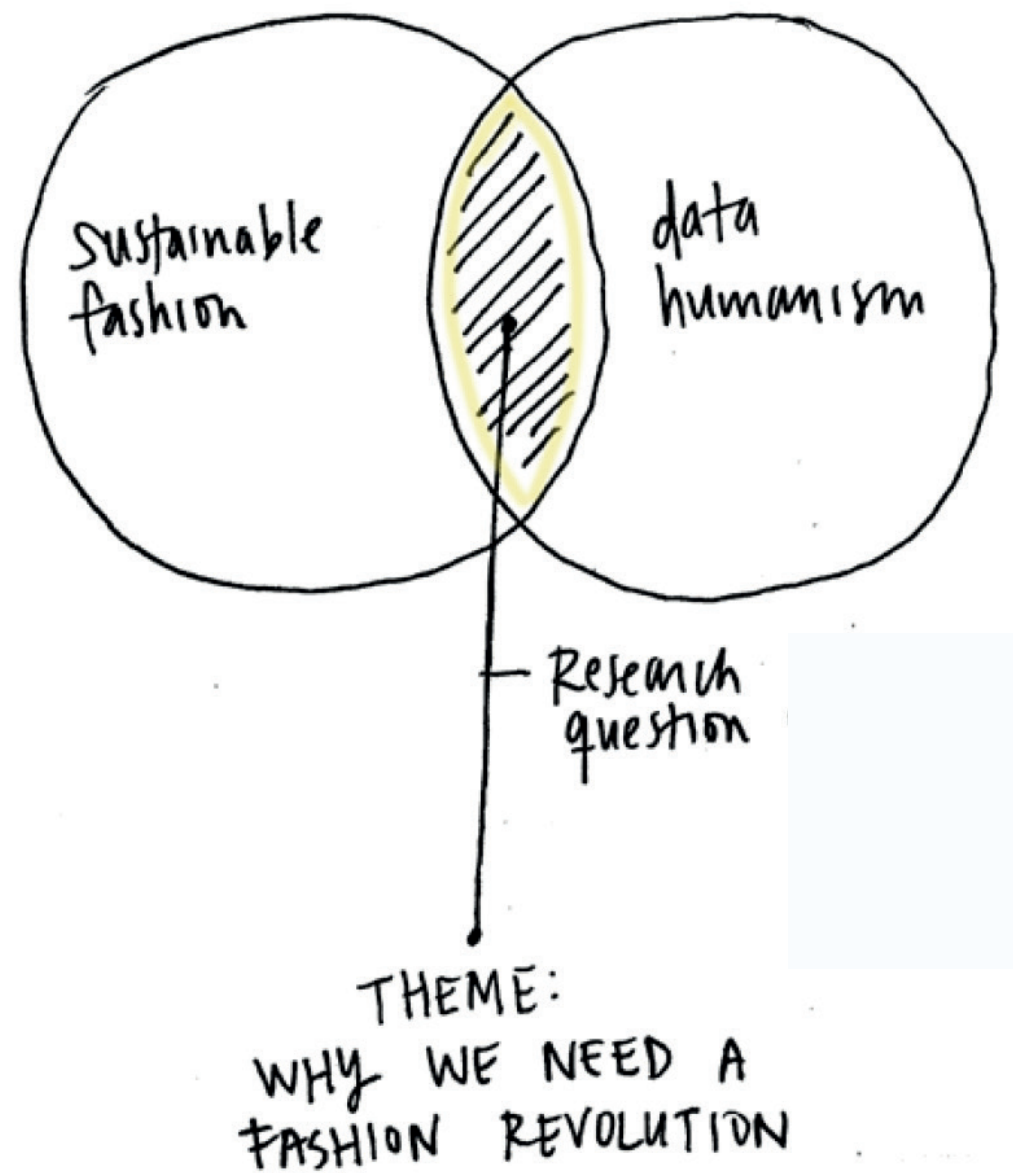 sustainable
fashion
data
humanism
Research
question
THEME:
WHY WE NEED A
FASHION REVOLUTION